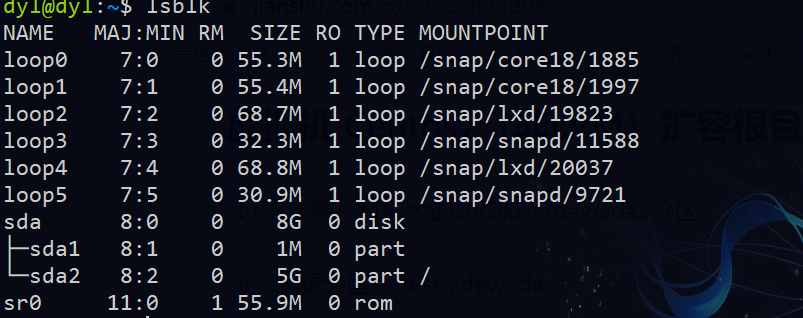 dyl@dyl:~$ lsblk
NAME   MAJ:MIN RM  SIZE RO TYPE MOUNTPOINT
loop0    7:0    0 55.3M  1 loop /snap/core18/1885
loop1    7:1    0 55.4M  1 loop /snap/core18/1997
loop2    7:2    0 68.7M  1 loop /snap/lxd/19823
loop3    7:3    0 32.3M  1 loop /snap/snapd/11588
loop4    7:4    0 68.8M  1 loop /snap/lxd/20037
loop5    7:5    0 30.9M  1 loop /snap/snapd/9721
sda      8:0    0    8G  0 disk
├─sda1   8:1    0    1M  0 part
└─sda2   8:2    0    5G  0 part /
sr0     11:0    1 55.9M  0 rom